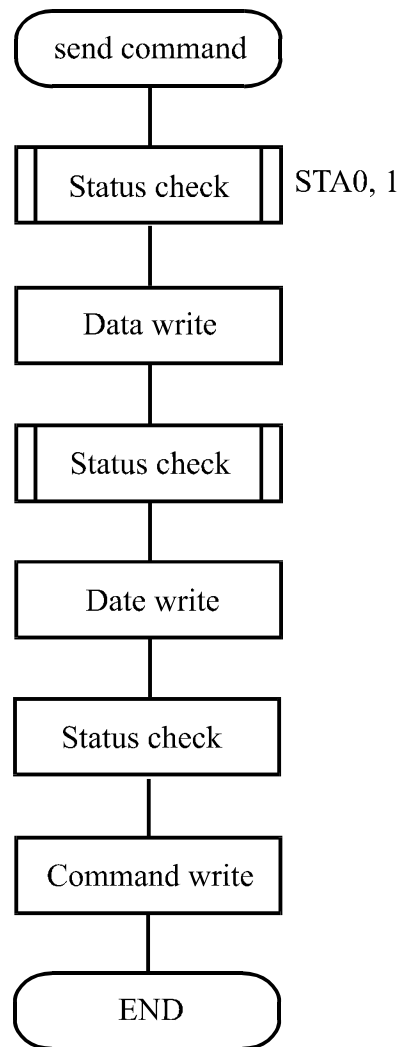 send command
Status check
STA0, 1
Data write
Status check
Date write
Status check
Command write
END